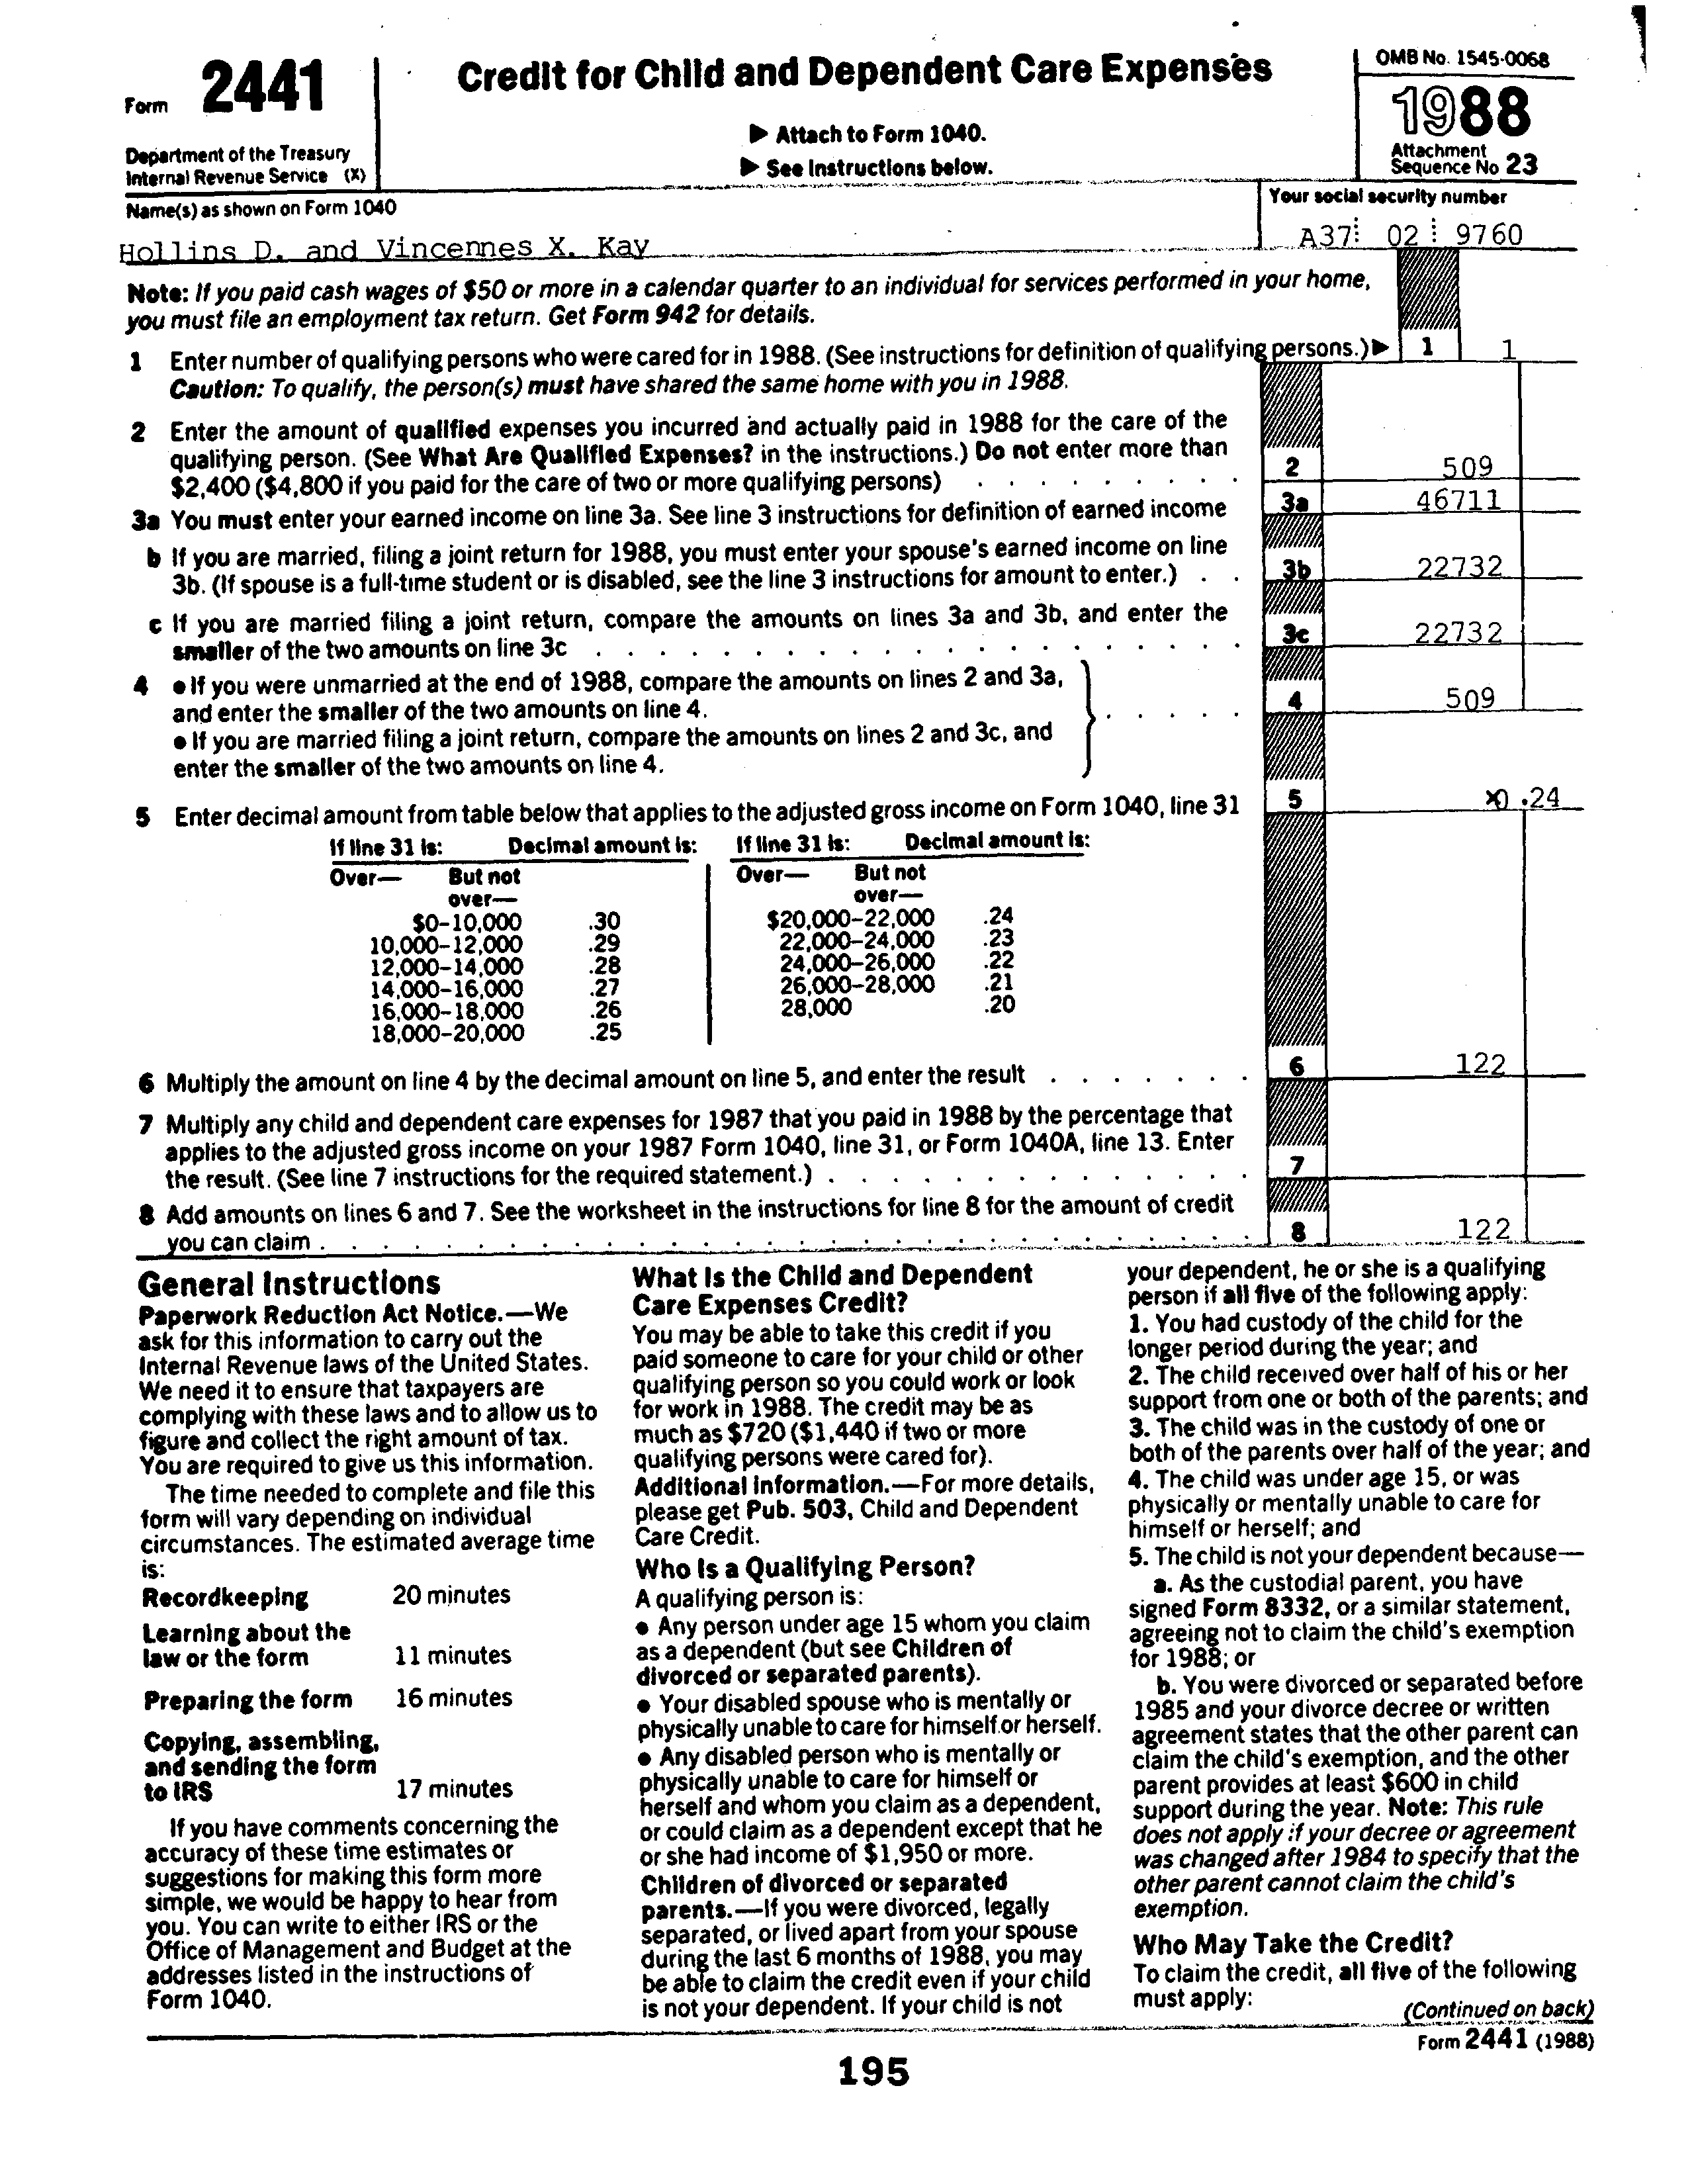 Form 2441
Department of the Treasury
Internal Revenue Service (X)
Credit for Child and Dependent Care Expenses
▶ Attach to Form 1040.
▶ See Instructions below.
OMB No. 1545-0068
1988
Attachment
Sequence No 23
Name(s) as shown on Form 1040
Your social security number
Hollins D. and Vincennes X. Kay
A37 02 9760
Note: If you paid cash wages of $50 or more in a calendar quarter to an individual for services performed in your home,
you must file an employment tax return. Get Form 942 for details.
1 Enter number of qualifying persons who were cared for in 1988. (See instructions for definition of qualifying persons.)▶ 1 1
Caution: To qualify, the person(s) must have shared the same home with you in 1988.
2 Enter the amount of qualified expenses you incurred and actually paid in 1988 for the care of the
qualifying person. (See What Are Qualified Expenses? in the instructions.) Do not enter more than
$2,400 ($4,800 if you paid for the care of two or more qualifying persons) . . . . . . . . . 2 509
3a You must enter your earned income on line 3a. See line 3 instructions for definition of earned income 3a 46711
b If you are married, filing a joint return for 1988, you must enter your spouse's earned income on line
3b. (If spouse is a full-time student or is disabled, see the line 3 instructions for amount to enter.) . . 3b 22732
c If you are married filing a joint return, compare the amounts on lines 3a and 3b, and enter the
smaller of the two amounts on line 3c . . . . . . . . . . . . . . . . . . . . . 3c 22732
4 ● If you were unmarried at the end of 1988, compare the amounts on lines 2 and 3a,
and enter the smaller of the two amounts on line 4. . . . . . 4 509
● If you are married filing a joint return, compare the amounts on lines 2 and 3c, and
enter the smaller of the two amounts on line 4.
5 Enter decimal amount from table below that applies to the adjusted gross income on Form 1040, line 31 5 X0 .24
If line 31 is: Decimal amount is: If line 31 is: Decimal amount is:
Over— But not over— Over— But not over—
$0–10,000 .30 $20,000–22,000 .24
10,000–12,000 .29 22,000–24,000 .23
12,000–14,000 .28 24,000–26,000 .22
14,000–16,000 .27 26,000–28,000 .21
16,000–18,000 .26 28,000 .20
18,000–20,000 .25
6 Multiply the amount on line 4 by the decimal amount on line 5, and enter the result . . . . . . . 6 122
7 Multiply any child and dependent care expenses for 1987 that you paid in 1988 by the percentage that
applies to the adjusted gross income on your 1987 Form 1040, line 31, or Form 1040A, line 13. Enter
the result. (See line 7 instructions for the required statement.) . . . . . . . . . . . . . . 7
8 Add amounts on lines 6 and 7. See the worksheet in the instructions for line 8 for the amount of credit
you can claim . . . . . . . . . . . . . . . . . . . . . . . . . . . . . . 8 122
General Instructions
Paperwork Reduction Act Notice.—We
ask for this information to carry out the
Internal Revenue laws of the United States.
We need it to ensure that taxpayers are
complying with these laws and to allow us to
figure and collect the right amount of tax.
You are required to give us this information.
The time needed to complete and file this
form will vary depending on individual
circumstances. The estimated average time
is:
Recordkeeping 20 minutes
Learning about the
law or the form 11 minutes
Preparing the form 16 minutes
Copying, assembling,
and sending the form
to IRS 17 minutes
If you have comments concerning the
accuracy of these time estimates or
suggestions for making this form more
simple, we would be happy to hear from
you. You can write to either IRS or the
Office of Management and Budget at the
addresses listed in the instructions of
Form 1040.
What Is the Child and Dependent
Care Expenses Credit?
You may be able to take this credit if you
paid someone to care for your child or other
qualifying person so you could work or look
for work in 1988. The credit may be as
much as $720 ($1,440 if two or more
qualifying persons were cared for).
Additional Information.—For more details,
please get Pub. 503, Child and Dependent
Care Credit.
Who Is a Qualifying Person?
A qualifying person is:
● Any person under age 15 whom you claim
as a dependent (but see Children of
divorced or separated parents).
● Your disabled spouse who is mentally or
physically unable to care for himself or herself.
● Any disabled person who is mentally or
physically unable to care for himself or
herself and whom you claim as a dependent,
or could claim as a dependent except that he
or she had income of $1,950 or more.
Children of divorced or separated
parents.—If you were divorced, legally
separated, or lived apart from your spouse
during the last 6 months of 1988, you may
be able to claim the credit even if your child
is not your dependent. If your child is not
your dependent, he or she is a qualifying
person if all five of the following apply:
1. You had custody of the child for the
longer period during the year; and
2. The child received over half of his or her
support from one or both of the parents; and
3. The child was in the custody of one or
both of the parents over half of the year; and
4. The child was under age 15, or was
physically or mentally unable to care for
himself or herself; and
5. The child is not your dependent because—
a. As the custodial parent, you have
signed Form 8332, or a similar statement,
agreeing not to claim the child's exemption
for 1988; or
b. You were divorced or separated before
1985 and your divorce decree or written
agreement states that the other parent can
claim the child's exemption, and the other
parent provides at least $600 in child
support during the year. Note: This rule
does not apply if your decree or agreement
was changed after 1984 to specify that the
other parent cannot claim the child's
exemption.
Who May Take the Credit?
To claim the credit, all five of the following
must apply:
(Continued on back)
Form 2441 (1988)
195